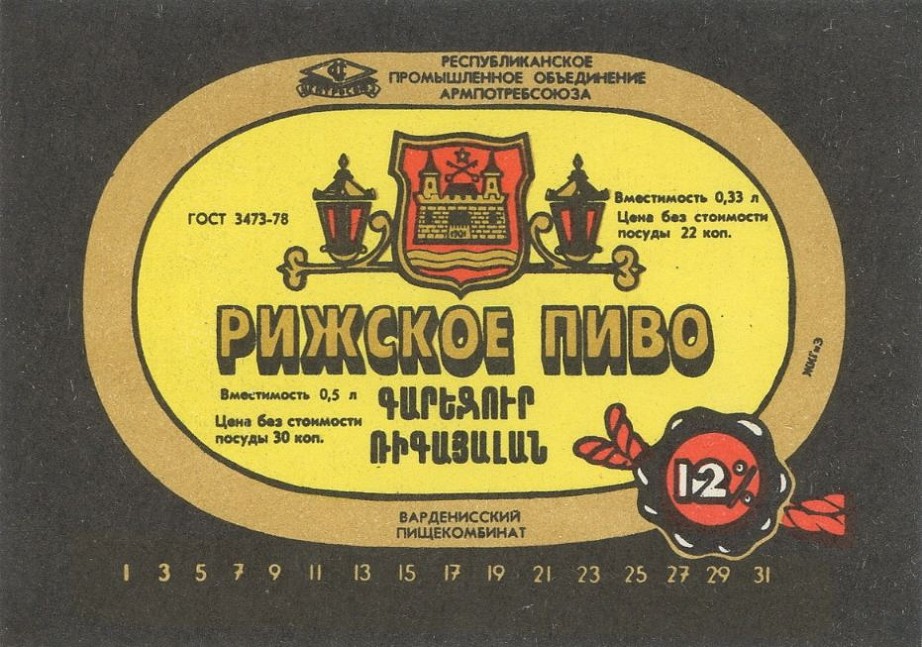 ЦЕНТРОСОЮЗ
РЕСПУБЛИКАНСКОЕ
ПРОМЫШЛЕННОЕ ОБЪЕДИНЕНИЕ
АРМПОТРЕБСОЮЗА
ГОСТ 3473-78
Вместимость 0,33 л
Цена без стоимости
посуды 22 коп.
РИЖСКОЕ ПИВО
Вместимость 0,5 л
Цена без стоимости
посуды 30 коп.
ԳԱՐԵՋՈՒՐ
ՌԻԳԱՅԱԿԱՆ
ЖИГиЭ
12%
ВАРДЕНИССКИЙ
ПИЩЕКОМБИНАТ
1 3 5 7 9 11 13 15 17 19 21 23 25 27 29 31